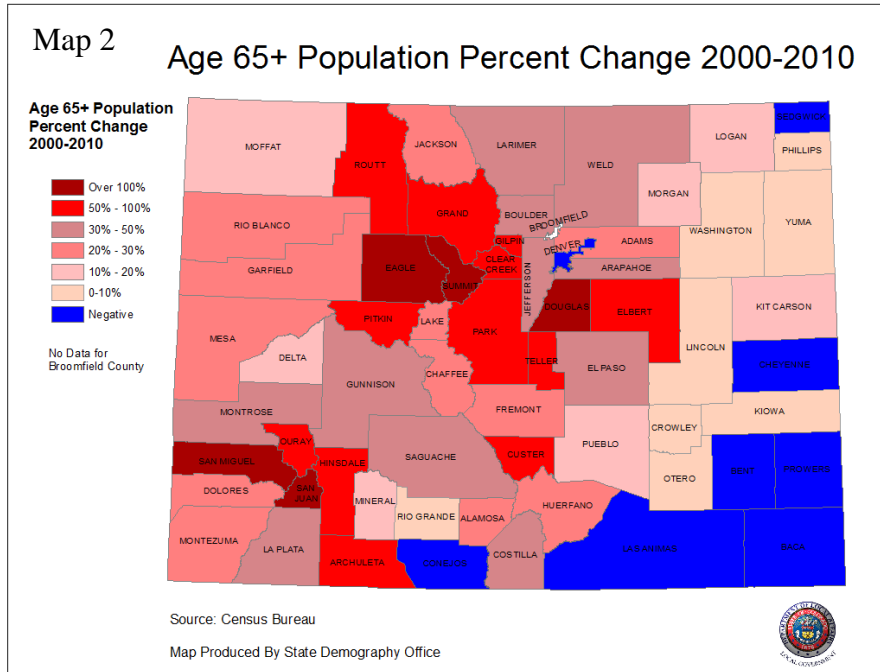 Map 2
Age 65+ Population Percent Change 2000-2010
Age 65+ Population
Percent Change
2000-2010
Over 100%
50% - 100%
30% - 50%
20% - 30%
10% - 20%
0-10%
Negative
No Data for
Broomfield County
MOFFAT
ROUTT
JACKSON
LARIMER
WELD
LOGAN
SEDGWICK
PHILLIPS
MORGAN
GRAND
BOULDER
BROOMFIELD
WASHINGTON
YUMA
RIO BLANCO
GILPIN
DENVER
ADAMS
GARFIELD
EAGLE
SUMMIT
CLEAR
CREEK
JEFFERSON
ARAPAHOE
DOUGLAS
ELBERT
KIT CARSON
PITKIN
LAKE
PARK
MESA
LINCOLN
DELTA
TELLER
CHEYENNE
GUNNISON
CHAFFEE
EL PASO
MONTROSE
FREMONT
KIOWA
CROWLEY
OURAY
PUEBLO
SAN MIGUEL
HINSDALE
SAGUACHE
CUSTER
OTERO
BENT
PROWERS
DOLORES
SAN
JUAN
MINERAL
RIO GRANDE
ALAMOSA
HUERFANO
MONTEZUMA
LA PLATA
ARCHULETA
CONEJOS
COSTILLA
LAS ANIMAS
BACA
Source: Census Bureau
Map Produced By State Demography Office